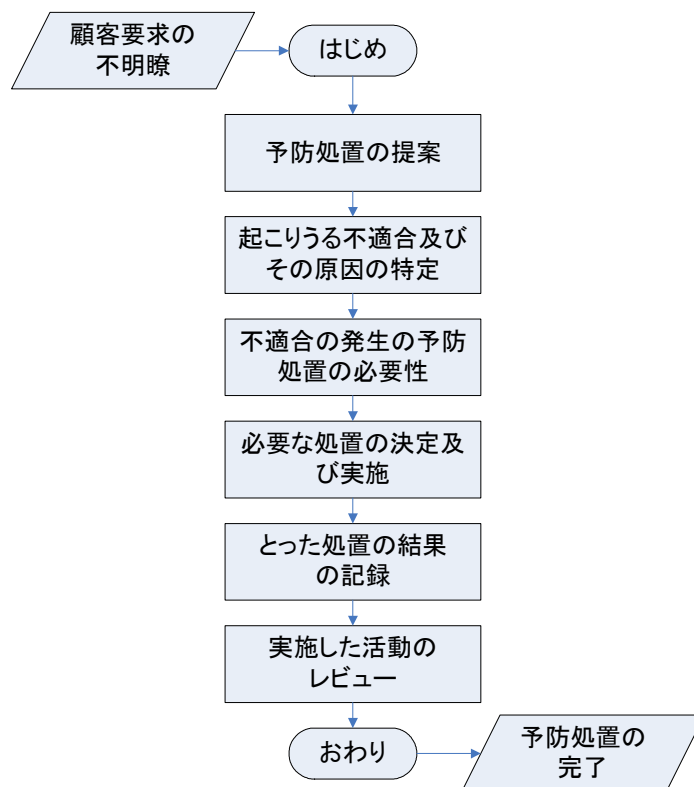 顧客要求の
不明瞭
はじめ
予防処置の提案
起こりうる不適合及び
その原因の特定
不適合の発生の予防
処置の必要性
必要な処置の決定及
び実施
とった処置の結果
の記録
実施した活動の
レビュー
おわり
予防処置の
完了